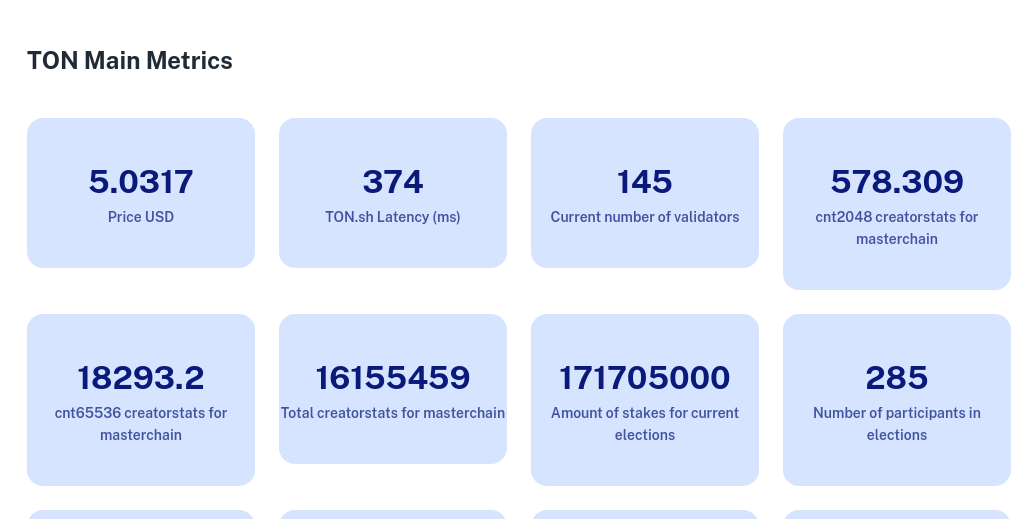 TON Main Metrics
5.0317
Price USD
374
TON.sh Latency (ms)
145
Current number of validators
578.309
cnt2048 creatorstats for
masterchain
18293.2
cnt65536 creatorstats for
masterchain
16155459
Total creatorstats for masterchain
171705000
Amount of stakes for current
elections
285
Number of participants in
elections